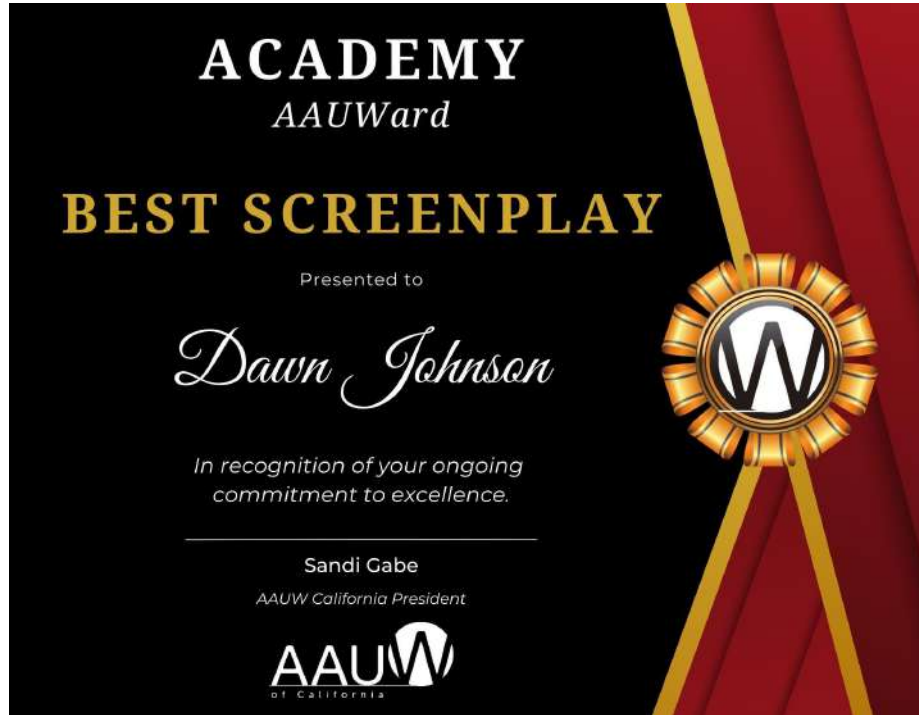 ACADEMY
AAUWard
BEST SCREENPLAY
Presented to
Dawn Johnson
W
In recognition of your ongoing
commitment to excellence.
Sandi Gabe
AAUW California President
AAUW
of California